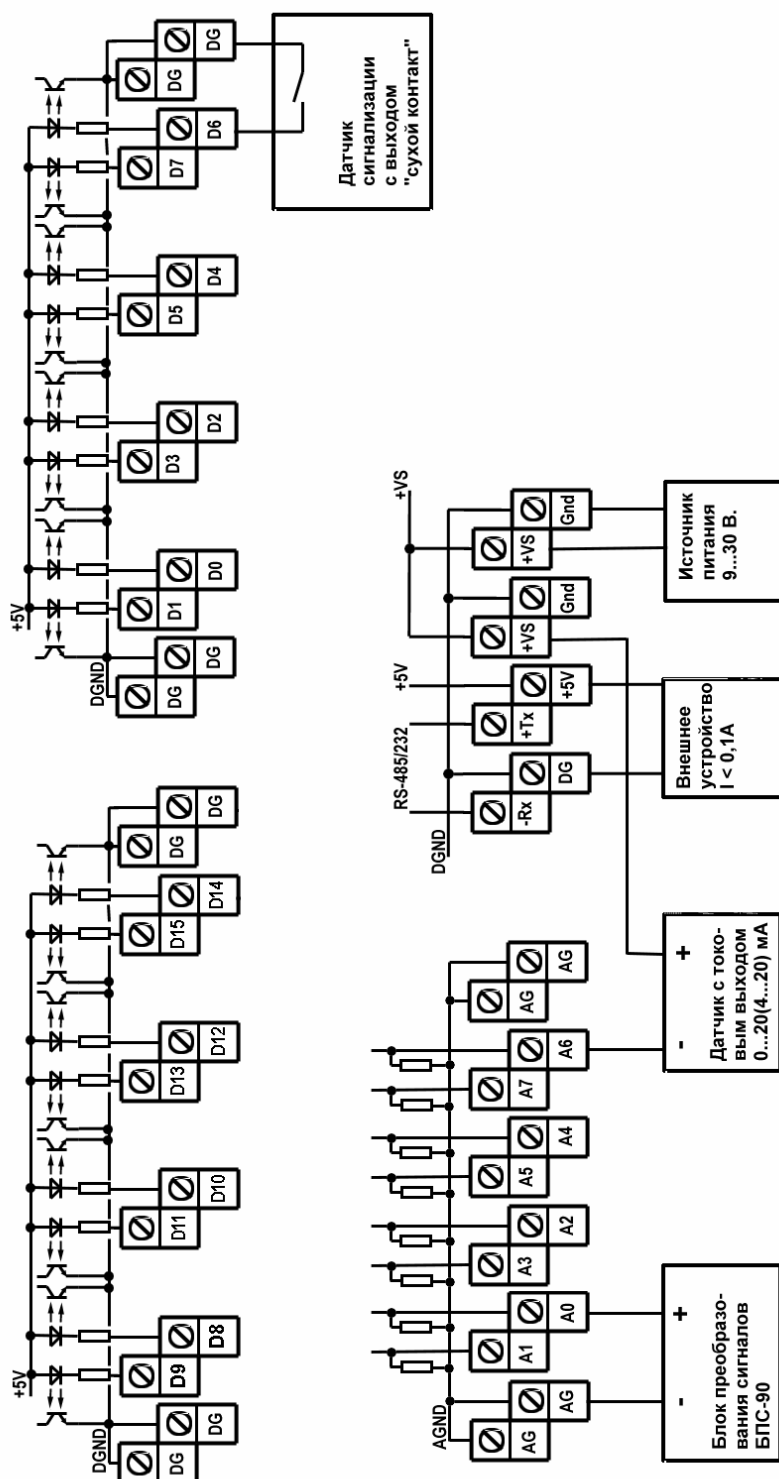 +5V
DGND
DG
DG
D9
D8
D11
D10
D13
D12
D15
D14
DG
DG
+5V
DGND
DG
DG
D1
D0
D3
D2
D5
D4
D7
D6
DG
DG
Датчик
сигнализации
с выходом
"сухой контакт"
AGND
AG
AG
A1
A0
A3
A2
A5
A4
A7
A6
AG
AG
DGND
RS-485/232
+5V
+VS
-Rx
DG
+Tx
+5V
+VS
Gnd
+VS
Gnd
- +
Блок преобразо-
вания сигналов
БПС-90
- +
Датчик с токо-
вым выходом
0...20(4...20) мА
Внешнее
устройство
I < 0,1А
Источник
питания
9...30 В.